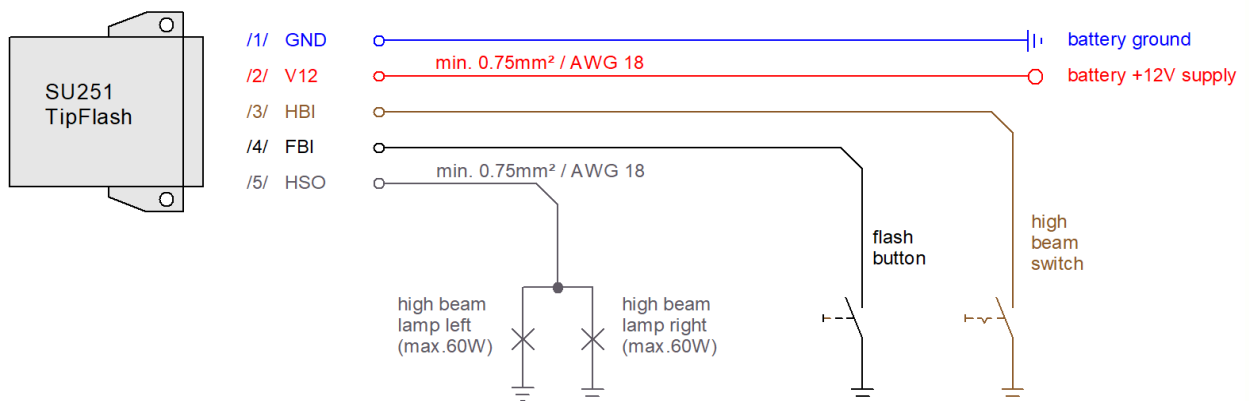 SU251
TipFlash
/1/ GND
battery ground
/2/ V12
min. 0.75mm² / AWG 18
battery +12V supply
/3/ HBI
/4/ FBI
/5/ HSO
min. 0.75mm² / AWG 18
high beam
lamp left
(max.60W)
high beam
lamp right
(max.60W)
flash
button
high
beam
switch